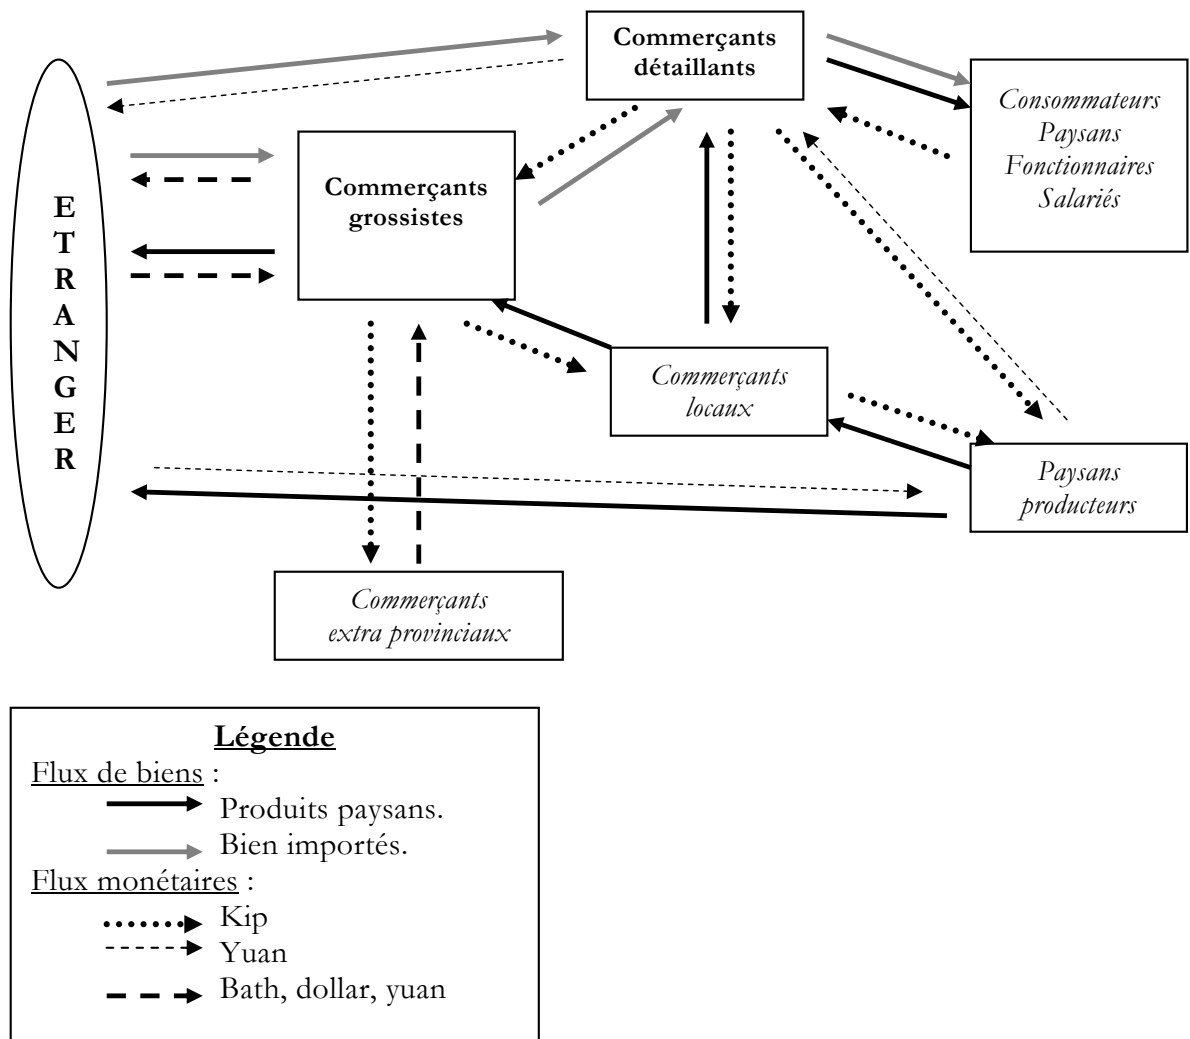 Commerçants
détaillants
Consommateurs
Paysans
Fonctionnaires
Salariés
Commerçants
grossistes
E
T
R
A
N
G
E
R
Commerçants
locaux
Paysans
producteurs
Commerçants
extra provinciaux
Légende
Flux de biens :
Produits paysans.
Bien importés.
Flux monétaires :
Kip
Yuan
Bath, dollar, yuan